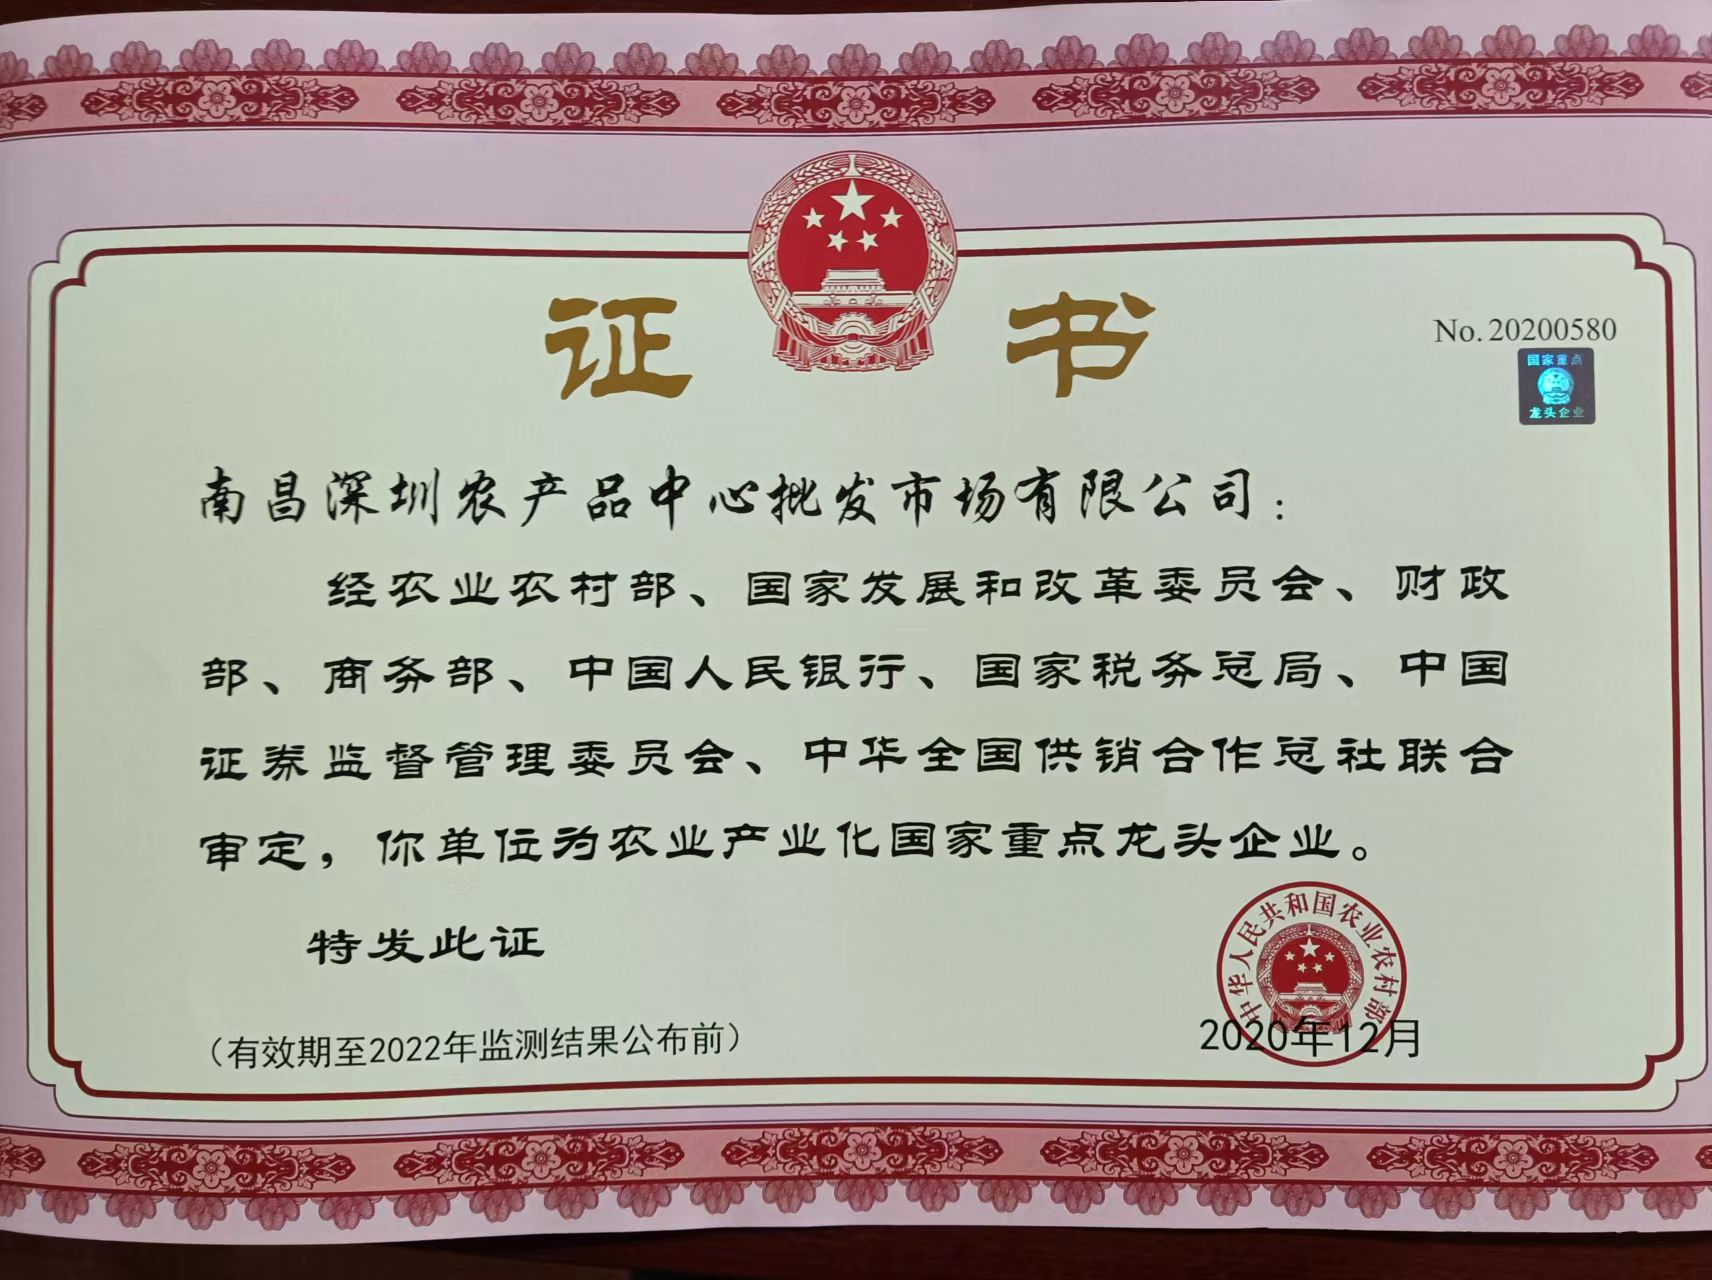 证 书
No. 20200580
国家重点
龙头企业
南昌深圳农产品中心批发市场有限公司：
经农业农村部、国家发展和改革委员会、财政
部、商务部、中国人民银行、国家税务总局、中国
证券监督管理委员会、中华全国供销合作总社联合
审定，你单位为农业产业化国家重点龙头企业。
特发此证
中华人民共和国农业农村部
2020年12月
（有效期至2022年监测结果公布前）